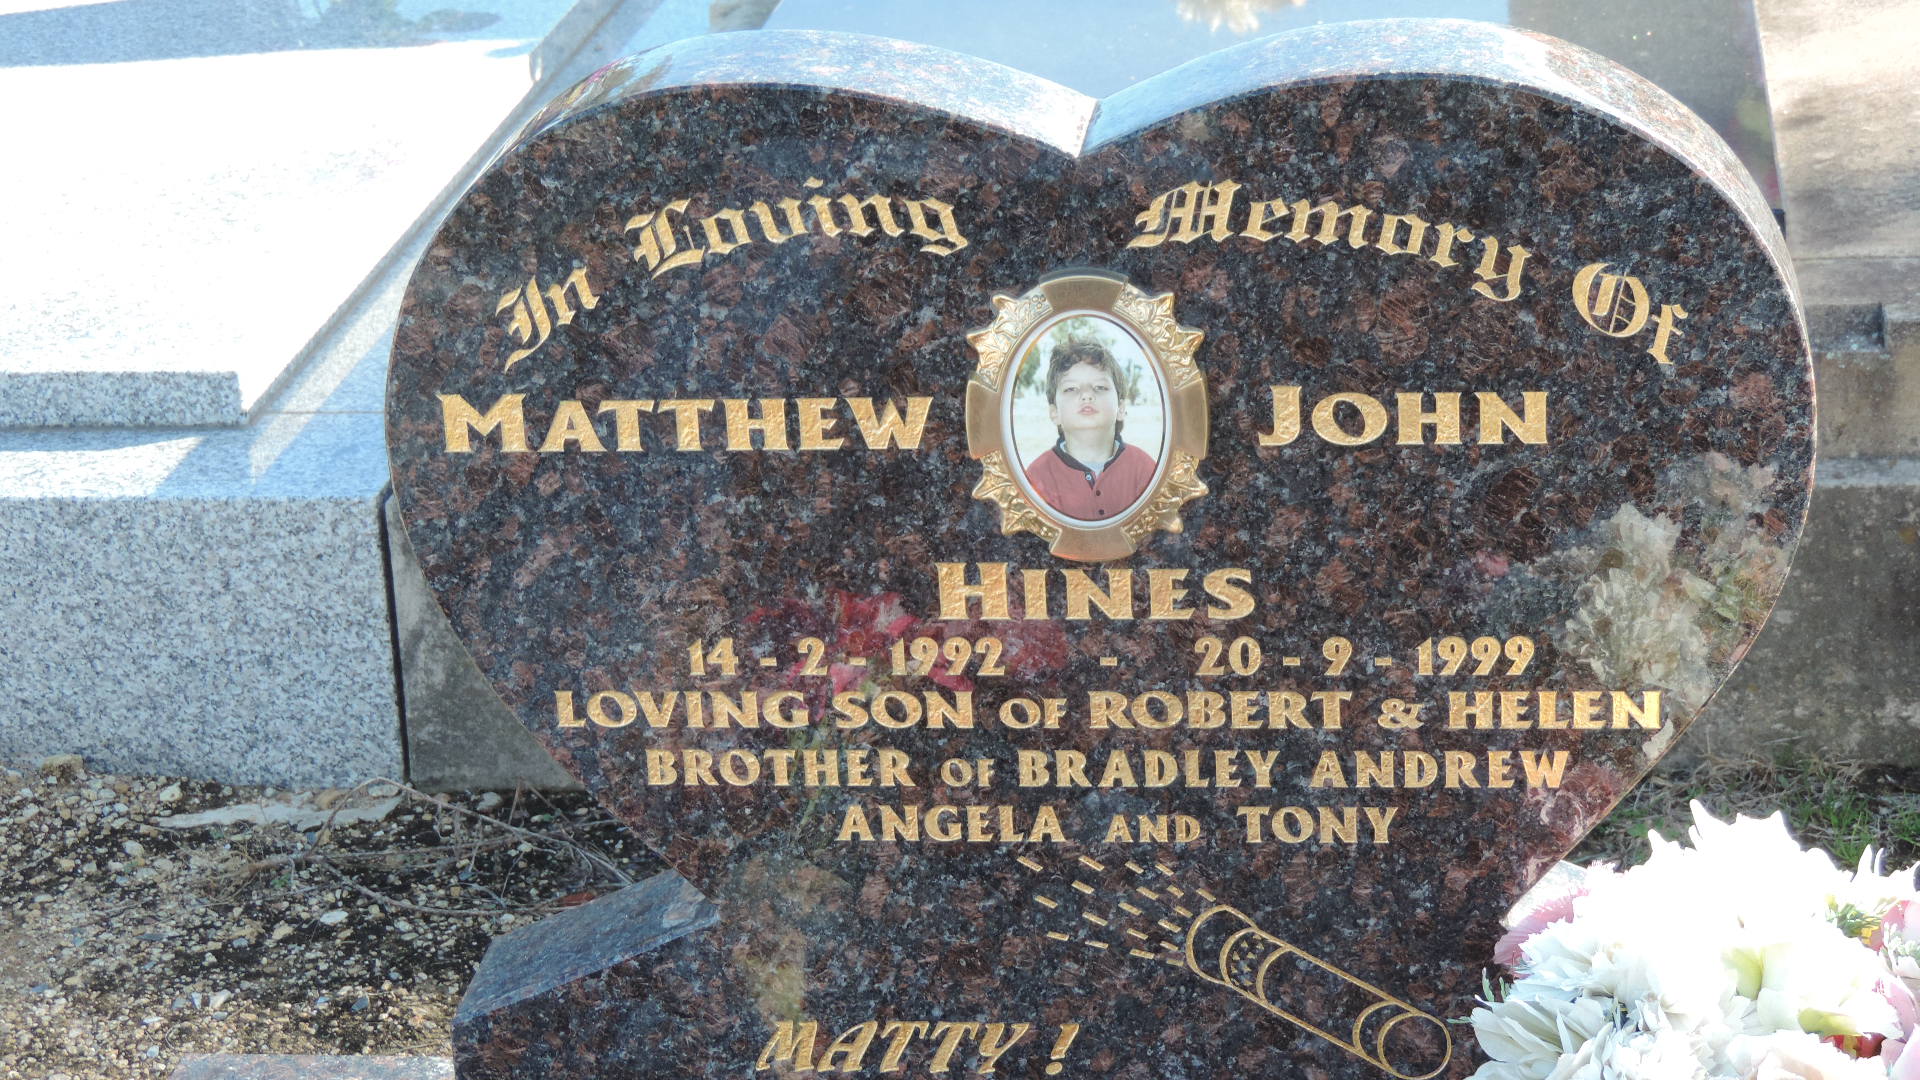 In Loving Memory Of
MATTHEW JOHN
HINES
14 - 2 - 1992 - 20 - 9 - 1999
LOVING SON OF ROBERT & HELEN
BROTHER OF BRADLEY ANDREW
ANGELA AND TONY
MATTY!